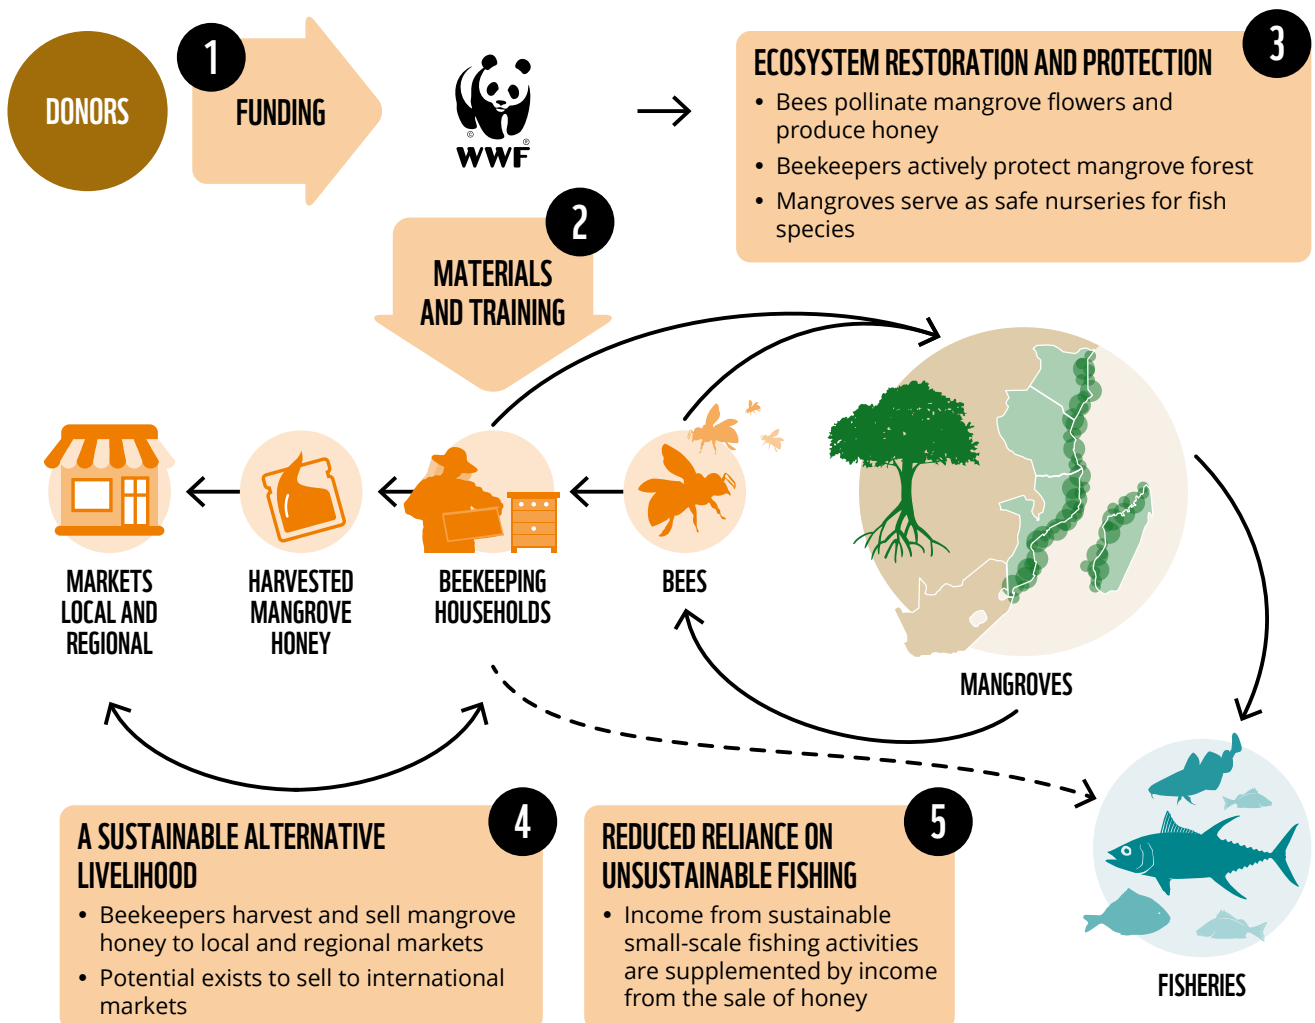 DONORS
1
FUNDING
©
WWF
®
3
ECOSYSTEM RESTORATION AND PROTECTION
• Bees pollinate mangrove flowers and
produce honey
• Beekeepers actively protect mangrove forest
• Mangroves serve as safe nurseries for fish
species
2
MATERIALS
AND TRAINING
MARKETS
LOCAL AND
REGIONAL
HARVESTED
MANGROVE
HONEY
BEEKEEPING
HOUSEHOLDS
BEES
MANGROVES
4
A SUSTAINABLE ALTERNATIVE
LIVELIHOOD
• Beekeepers harvest and sell mangrove
honey to local and regional markets
• Potential exists to sell to international
markets
5
REDUCED RELIANCE ON
UNSUSTAINABLE FISHING
• Income from sustainable
small-scale fishing activities
are supplemented by income
from the sale of honey
FISHERIES